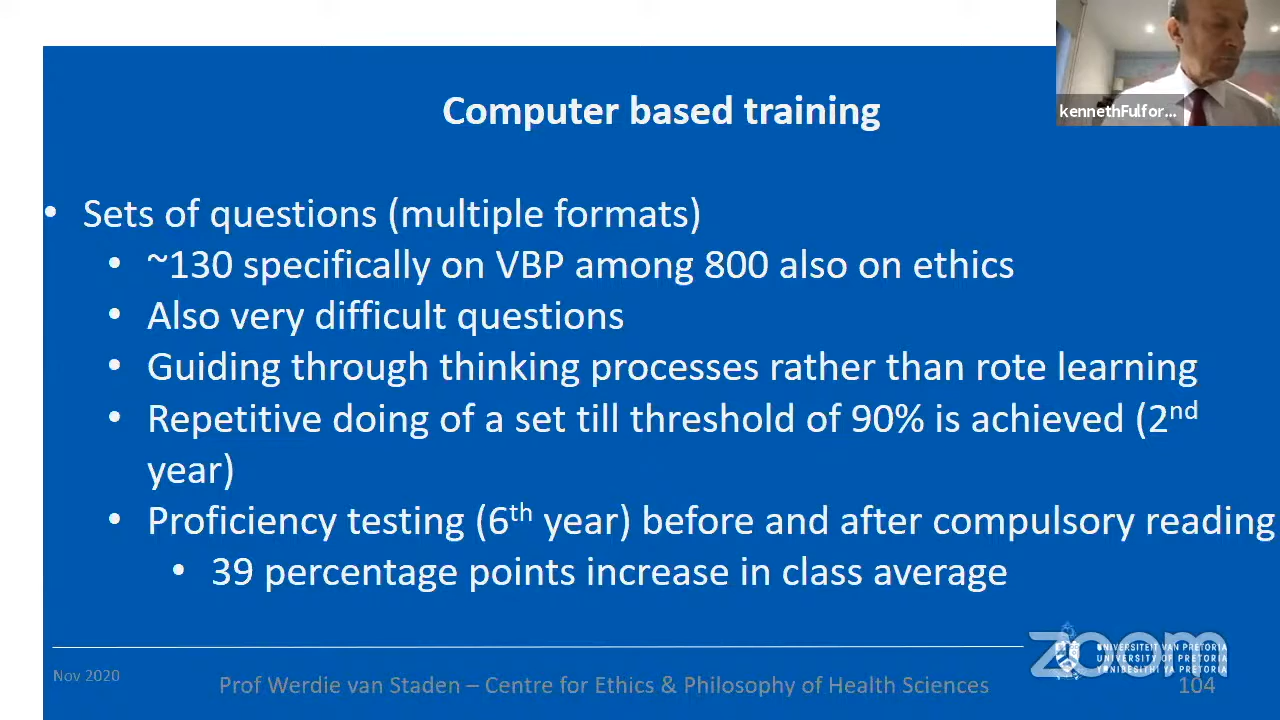 kennethFulfor...
Computer based training
• Sets of questions (multiple formats)
• ~130 specifically on VBP among 800 also on ethics
• Also very difficult questions
• Guiding through thinking processes rather than rote learning
• Repetitive doing of a set till threshold of 90% is achieved (2nd
year)
• Proficiency testing (6th year) before and after compulsory reading
• 39 percentage points increase in class average
zoom
UNIVERSITEIT VAN PRETORIA
UNIVERSITY OF PRETORIA
YUNIBESITHI YA PRETORIA
Nov 2020
Prof Werdie van Staden – Centre for Ethics & Philosophy of Health Sciences
104